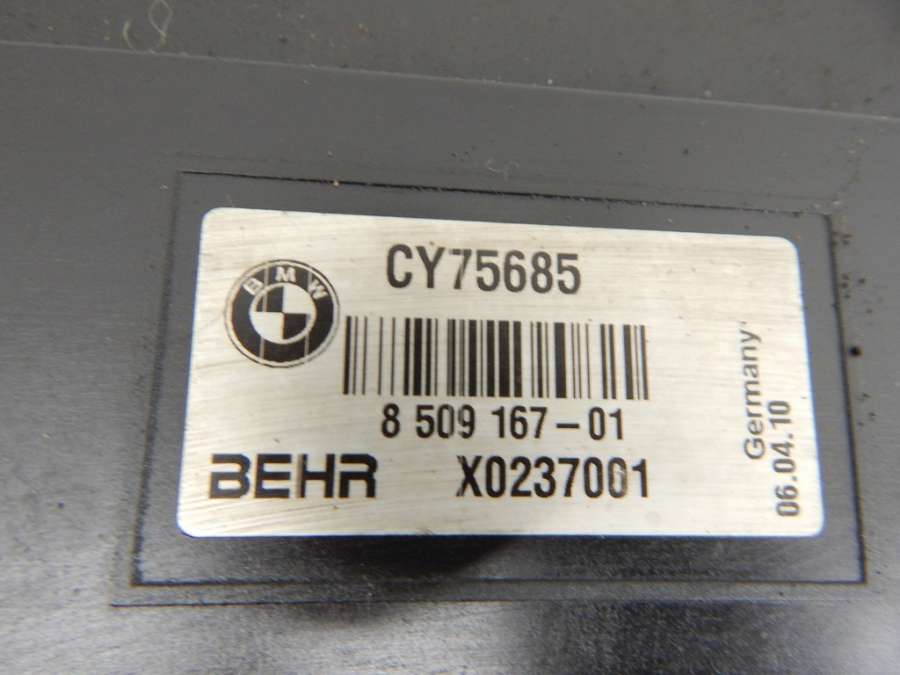 CY75685
BMW
8 509 167-01
BEHR X0237001
Germany
06.04.10